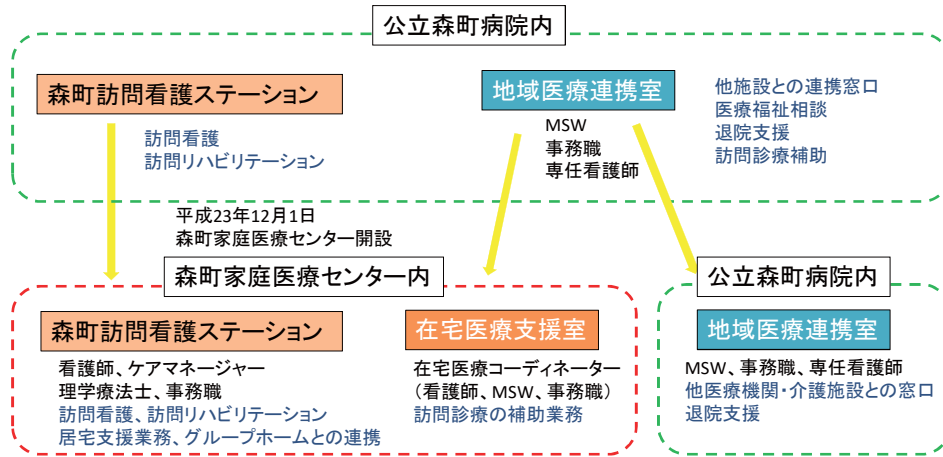 公立森町病院内
森町訪問看護ステーション
訪問看護
訪問リハビリテーション
地域医療連携室
MSW
事務職
専任看護師
他施設との連携窓口
医療福祉相談
退院支援
訪問診療補助
平成23年12月1日
森町家庭医療センター開設
森町家庭医療センター内
森町訪問看護ステーション
看護師、ケアマネージャー
理学療法士、事務職
訪問看護、訪問リハビリテーション
居宅支援業務、グループホームとの連携
在宅医療支援室
在宅医療コーディネーター
(看護師、MSW、事務職)
訪問診療の補助業務
公立森町病院内
地域医療連携室
MSW、事務職、専任看護師
他医療機関・介護施設との窓口
退院支援